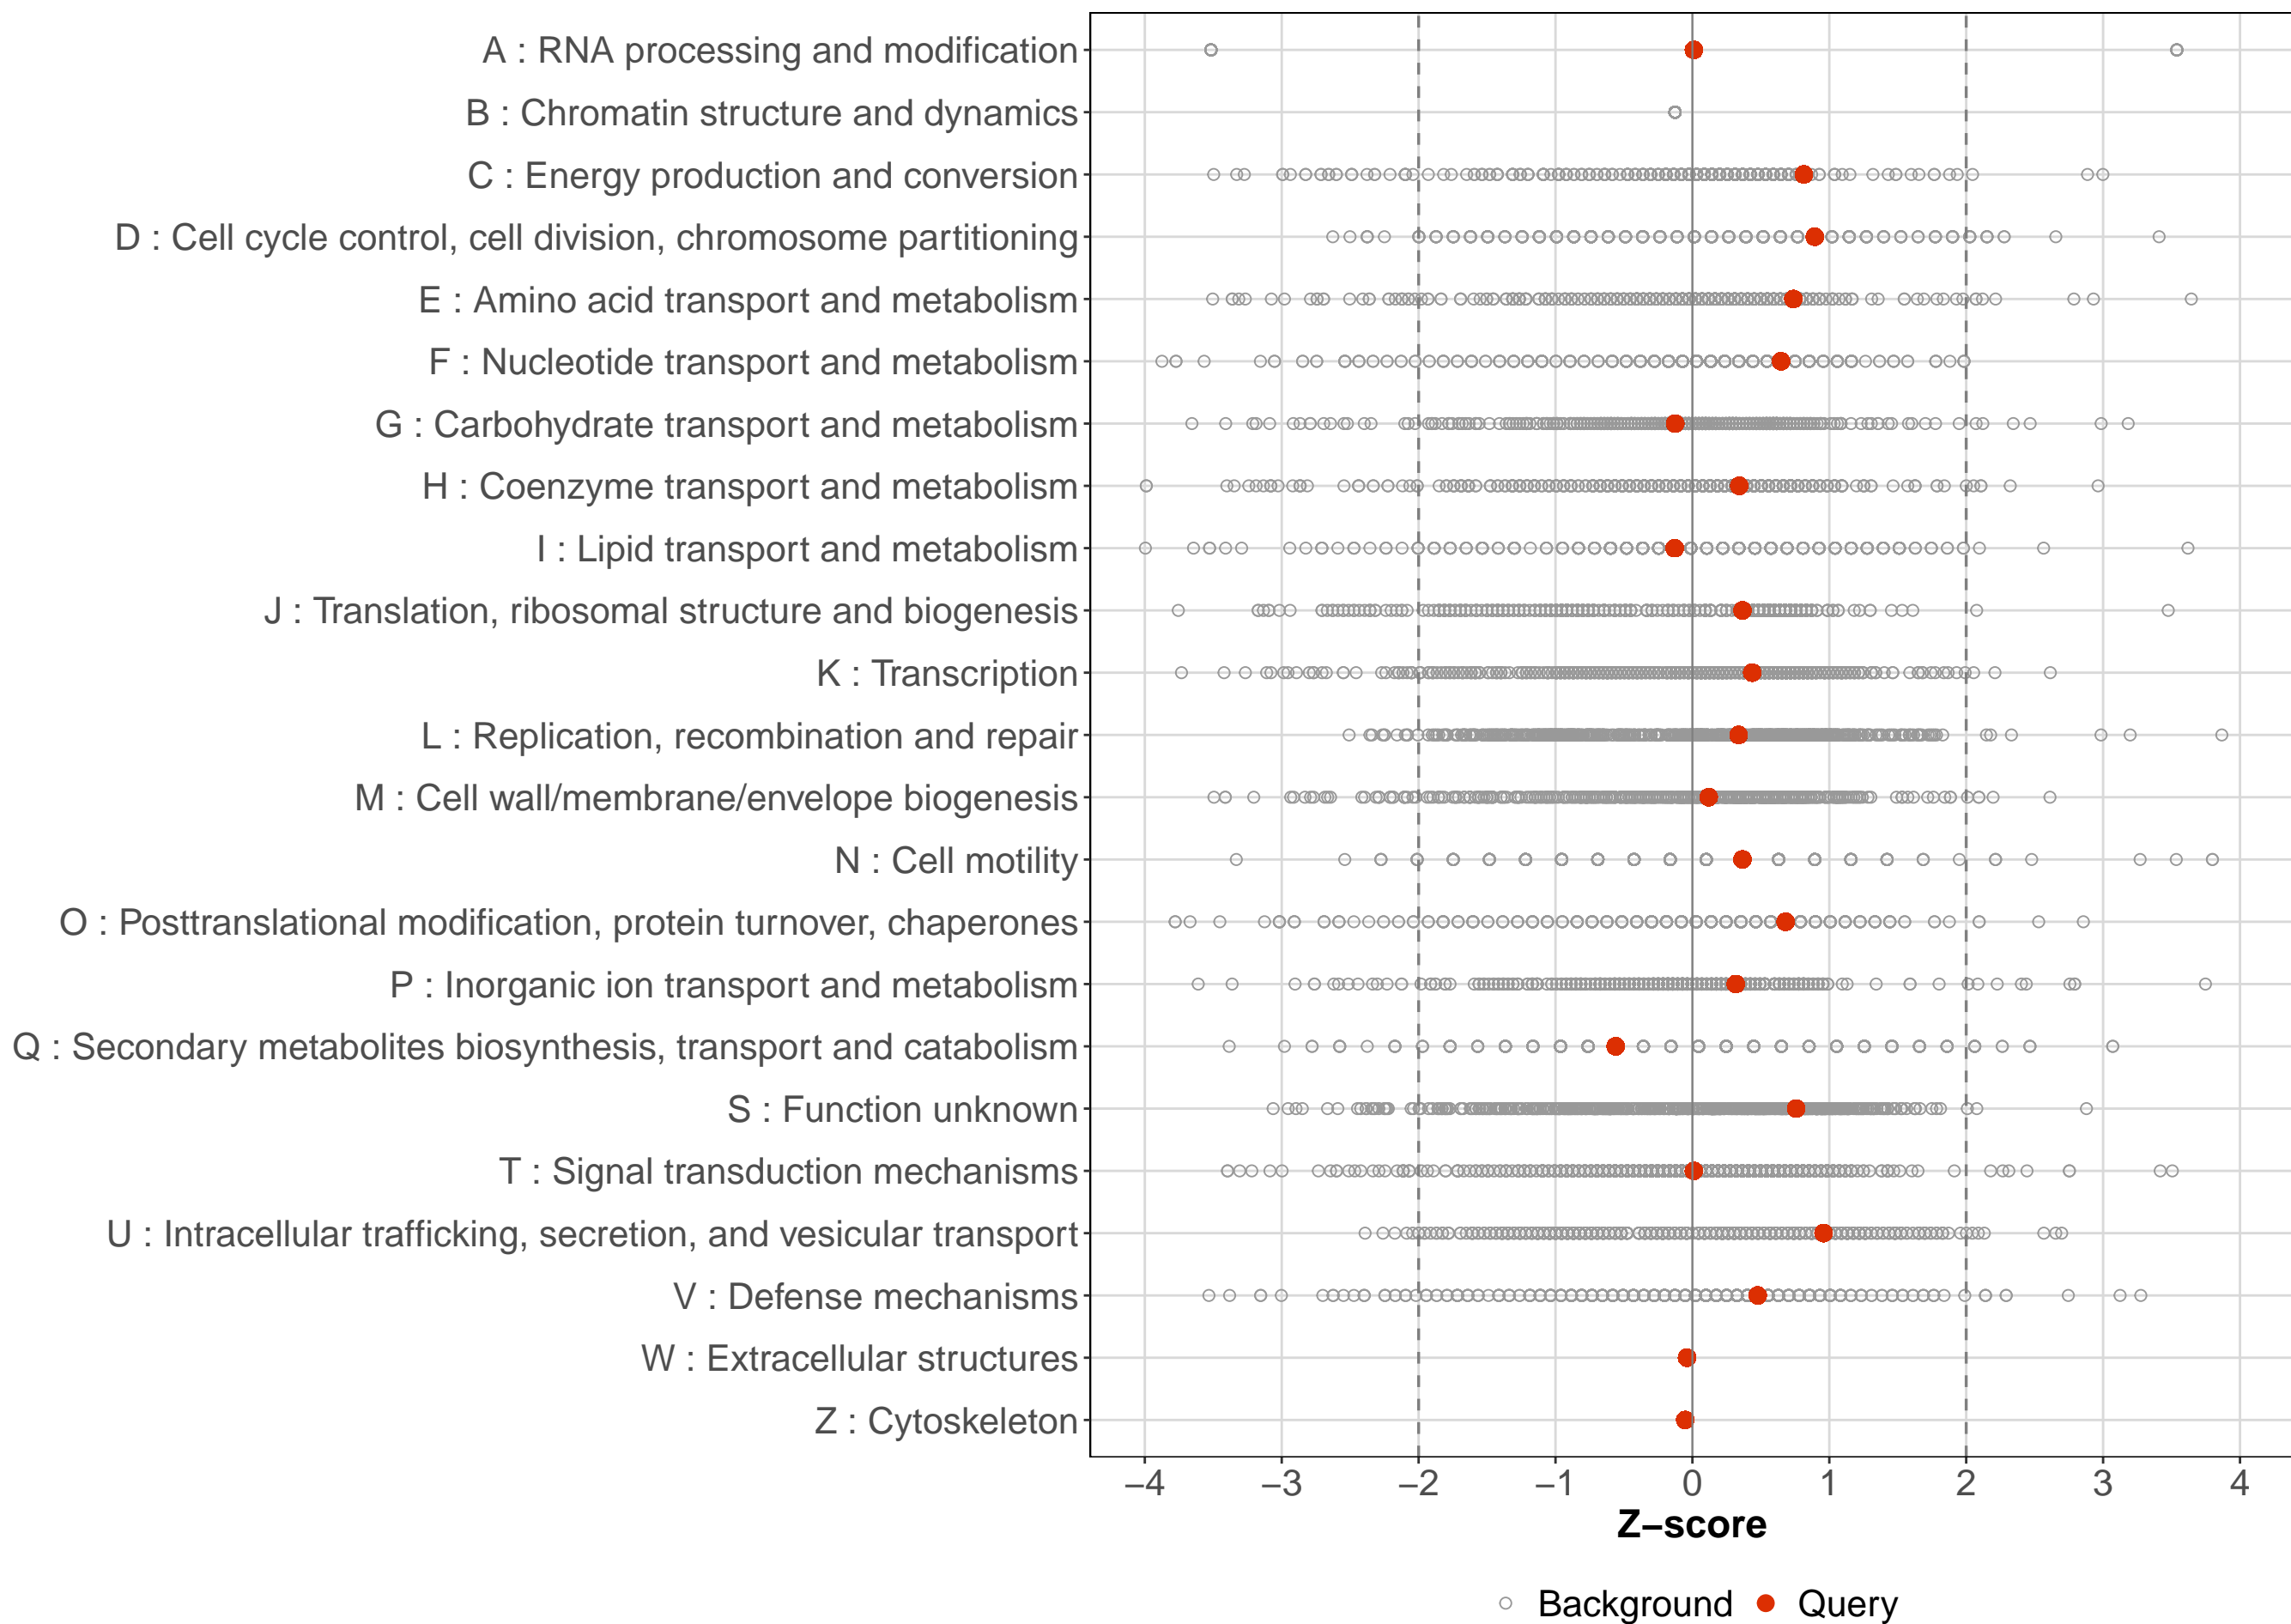 A : RNA processing and modification
B : Chromatin structure and dynamics
C : Energy production and conversion
D : Cell cycle control, cell division, chromosome partitioning
E : Amino acid transport and metabolism
F : Nucleotide transport and metabolism
G : Carbohydrate transport and metabolism
H : Coenzyme transport and metabolism
I : Lipid transport and metabolism
J : Translation, ribosomal structure and biogenesis
K : Transcription
L : Replication, recombination and repair
M : Cell wall/membrane/envelope biogenesis
N : Cell motility
O : Posttranslational modification, protein turnover, chaperones
P : Inorganic ion transport and metabolism
Q : Secondary metabolites biosynthesis, transport and catabolism
S : Function unknown
T : Signal transduction mechanisms
U : Intracellular trafficking, secretion, and vesicular transport
V : Defense mechanisms
W : Extracellular structures
Z : Cytoskeleton
−4 −3 −2 −1 0 1 2 3 4
Z−score
Background Query